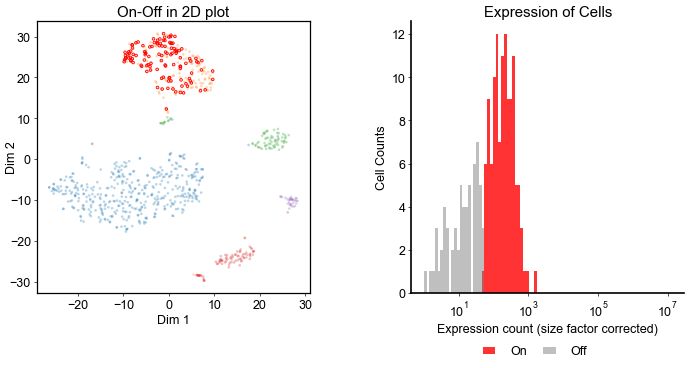 On-Off in 2D plot
Expression of Cells
30
20
10
0
−10
−20
−30
Dim 2
−20 −10 0 10 20 30
Dim 1
12
10
8
6
4
2
0
Cell Counts
10^1 10^3 10^5 10^7
Expression count (size factor corrected)
On Off